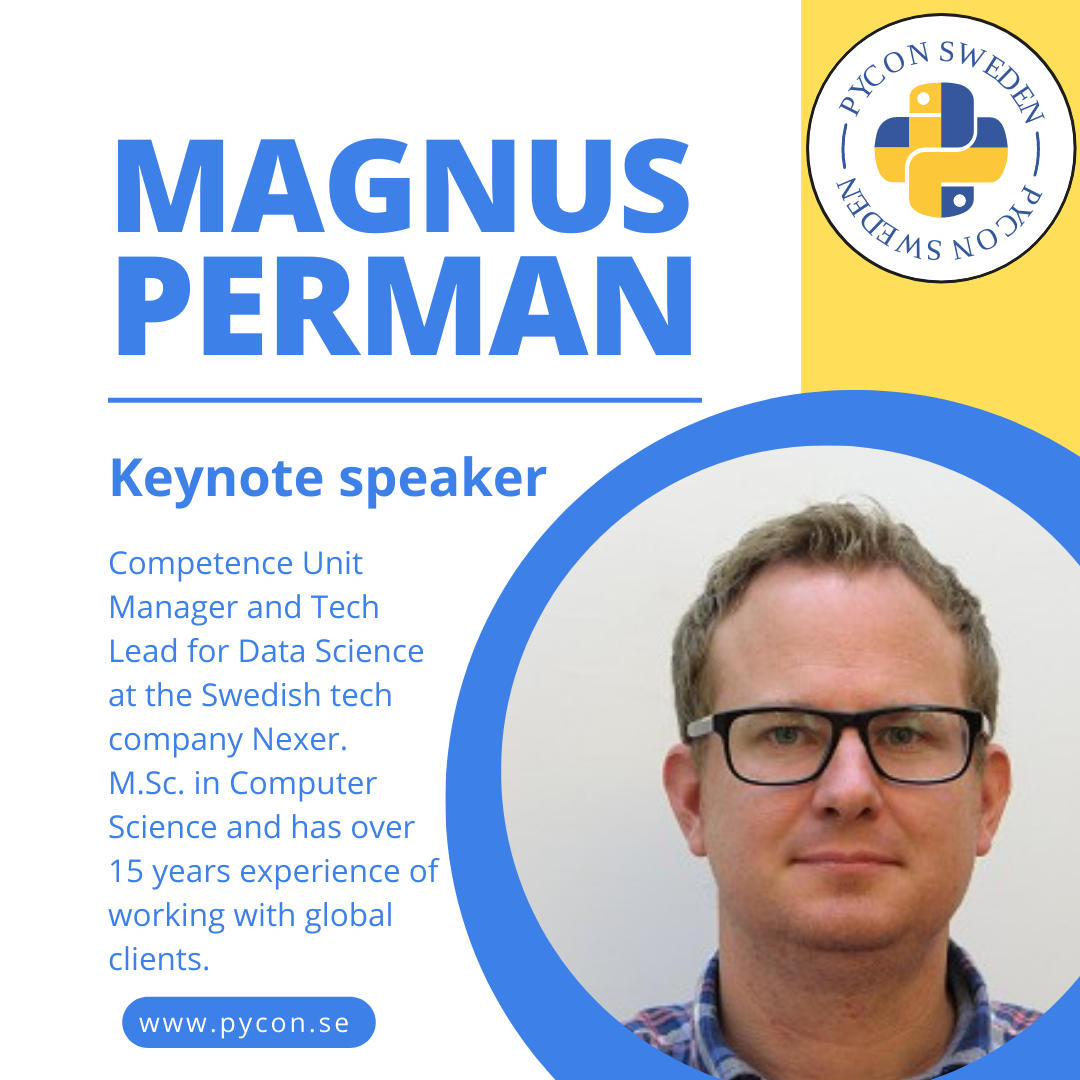 PYCON SWEDEN
PYCON SWEDEN
MAGNUS
PERMAN
Keynote speaker
Competence Unit
Manager and Tech
Lead for Data Science
at the Swedish tech
company Nexer.
M.Sc. in Computer
Science and has over
15 years experience of
working with global
clients.
www.pycon.se